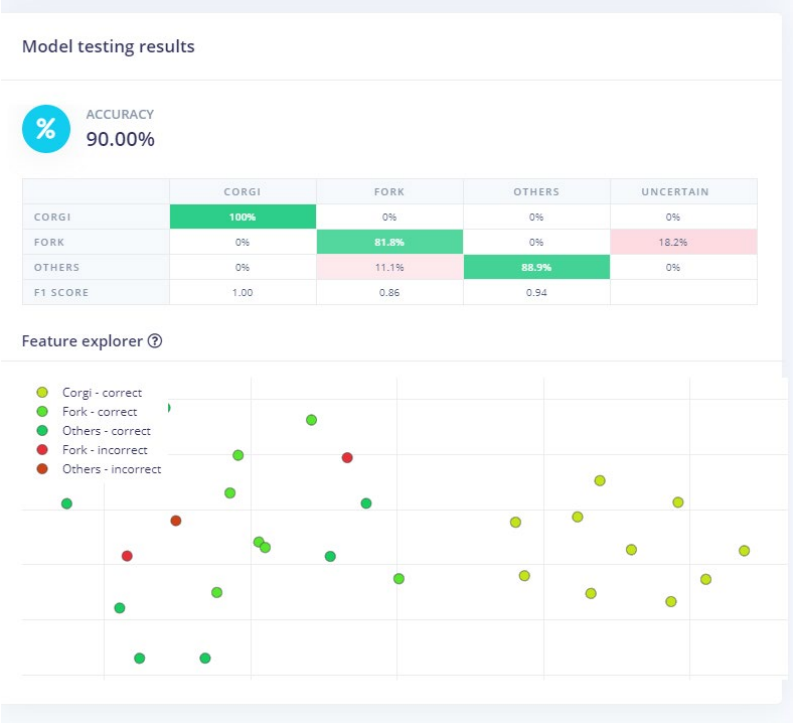 Model testing results
%
ACCURACY
90.00%
CORGI FORK OTHERS UNCERTAIN
CORGI 100% 0% 0% 0%
FORK 0% 81.8% 0% 18.2%
OTHERS 0% 11.1% 88.9% 0%
F1 SCORE 1.00 0.86 0.94
Feature explorer ?
Corgi - correct
Fork - correct
Others - correct
Fork - incorrect
Others - incorrect